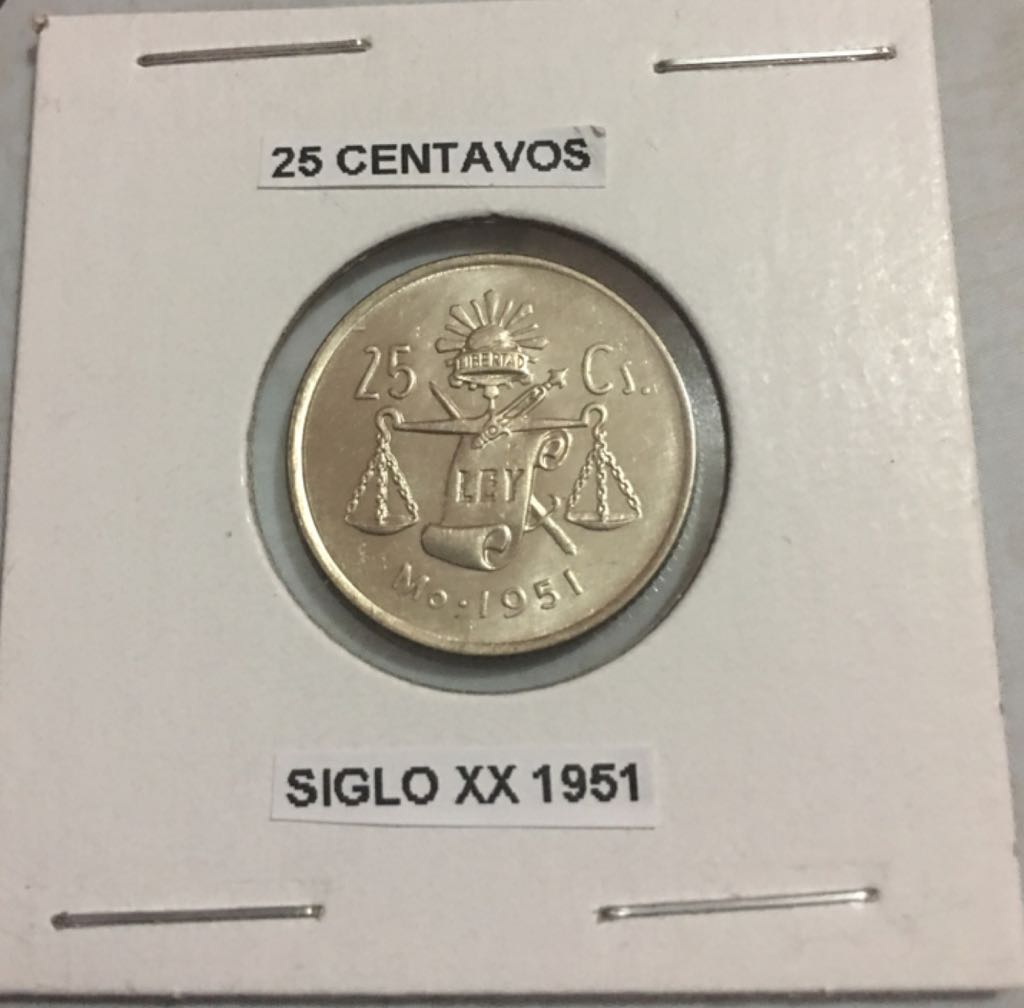 25 CENTAVOS
LIBERTAD
25 Cs.
LEY
Mo:1951
SIGLO XX 1951